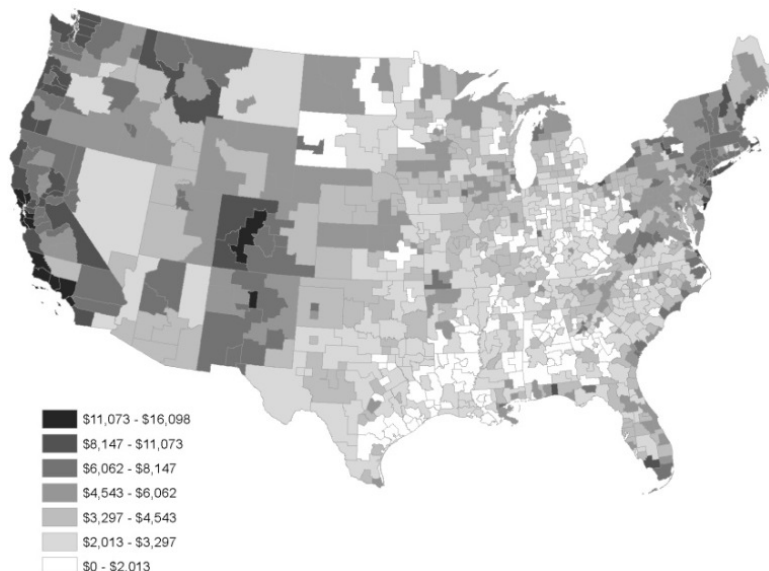 $11,073 - $16,098
$8,147 - $11,073
$6,062 - $8,147
$4,543 - $6,062
$3,297 - $4,543
$2,013 - $3,297
$0 - $2,013